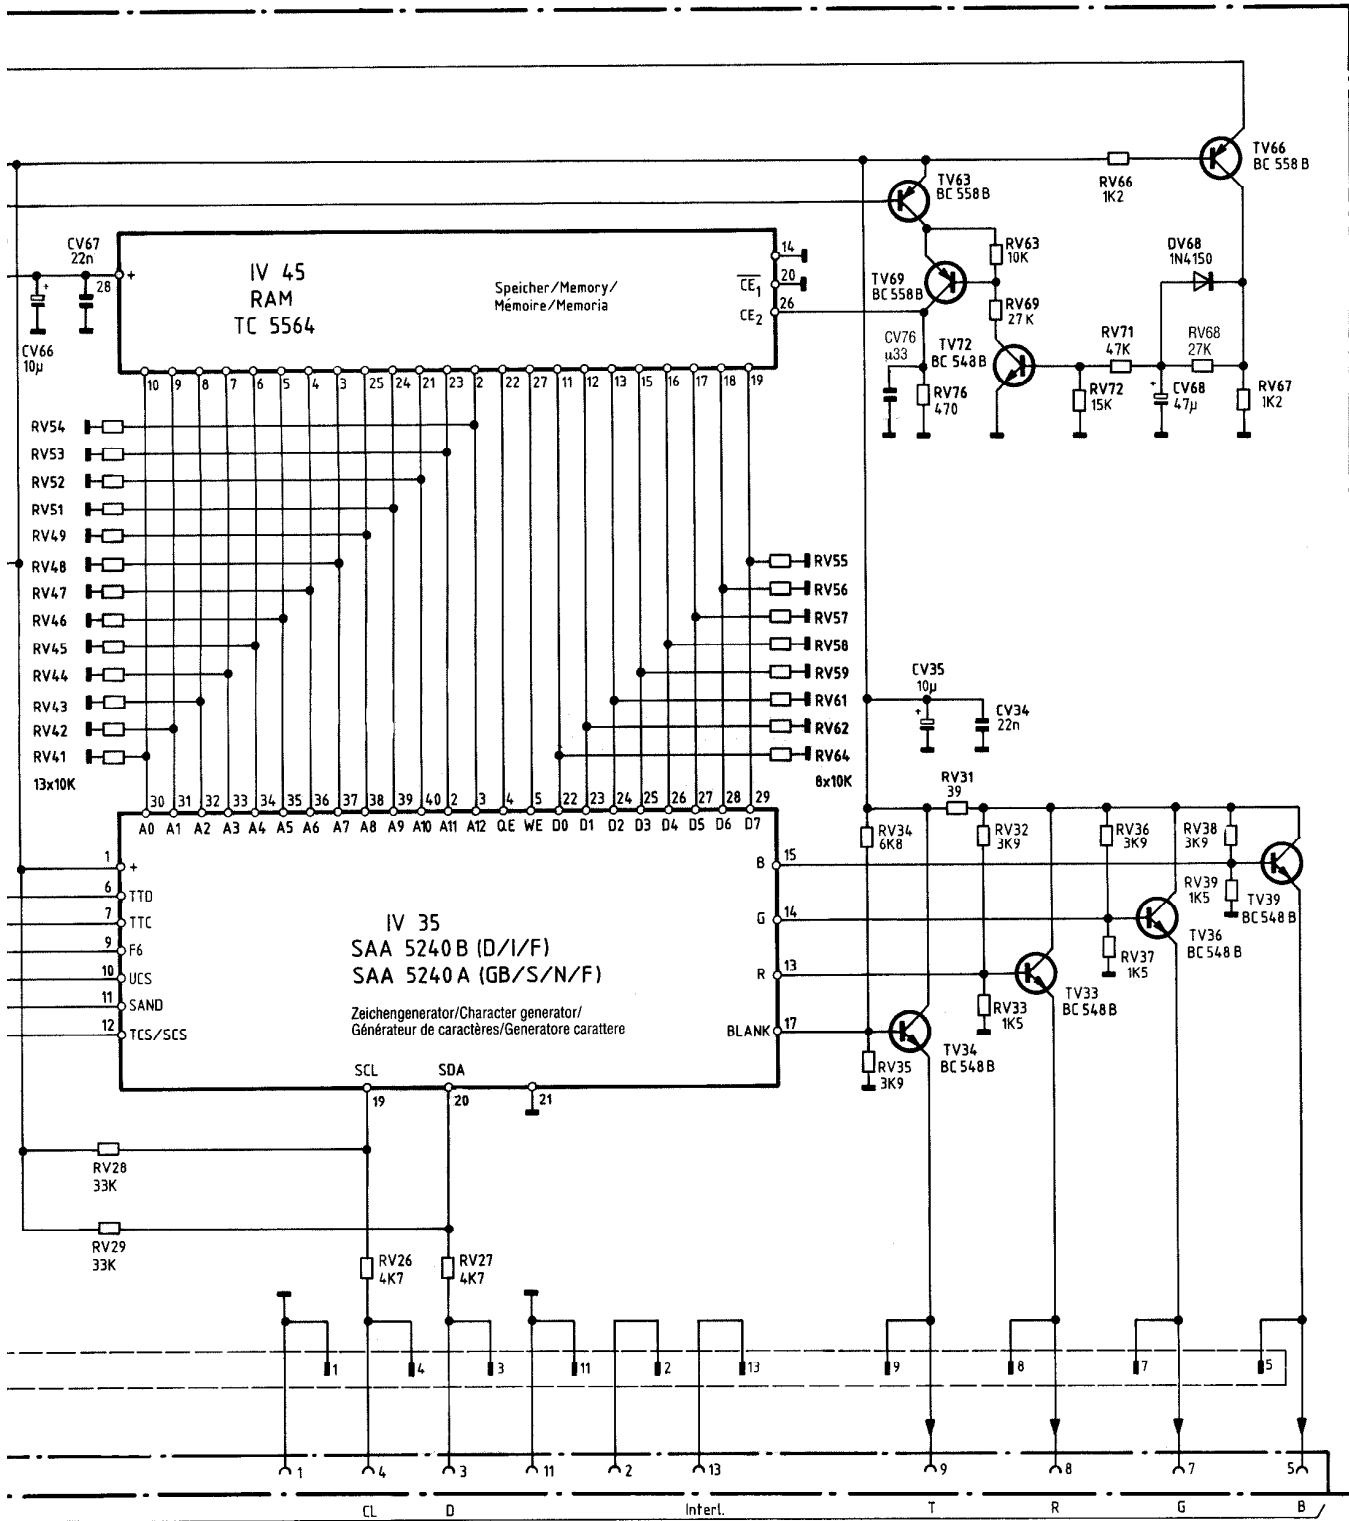 TV66
BC 558 B
TV63
BC 558 B
RV66
1K2
CV67
22n
28
+
IV 45
RAM
TC 5564
Speicher/Memory/
Mémoire/Memoria
14
20
CE1
26
CE2
RV63
10K
DV68
1N4150
TV69
BC 558 B
RV69
27 K
+
CV66
10µ
CV76
µ33
TV72
BC 548 B
RV71
47K
RV68
27K
RV76
470
RV72
15K
+
CV68
47µ
RV67
1K2
10 9 8 7 6 5 4 3 25 24 21 23 2 22 27 11 12 13 15 16 17 18 19
RV54
RV53
RV52
RV51
RV49
RV48
RV47
RV46
RV45
RV44
RV43
RV42
RV41
13x10K
RV55
RV56
RV57
RV58
RV59
RV61
RV62
RV64
8x10K
CV35
10µ
+
CV34
22n
30 31 32 33 34 35 36 37 38 39 40 2 3 4 5 22 23 24 25 26 27 28 29
A0 A1 A2 A3 A4 A5 A6 A7 A8 A9 A10 A11 A12 OE WE D0 D1 D2 D3 D4 D5 D6 D7
RV31
39
RV34
6K8
RV32
3K9
RV36
3K9
RV38
3K9
1 +
6 TTD
7 TTC
9 F6
10 UCS
11 SAND
12 TCS/SCS
IV 35
SAA 5240 B (D/I/F)
SAA 5240 A (GB/S/N/F)
Zeichengenerator/Character generator/
Générateur de caractères/Generatore carattere
B 15
G 14
R 13
BLANK 17
RV39
1K5
TV39
BC 548 B
RV37
1K5
TV36
BC 548 B
RV33
1K5
TV33
BC 548 B
RV35
3K9
TV34
BC 548 B
SCL
19
SDA
20
21
RV28
33K
RV29
33K
RV26
4K7
RV27
4K7
1 4 3 11 2 13 9 8 7 5
1 4 3 11 2 13 9 8 7 5
CL D Interl. T R G B